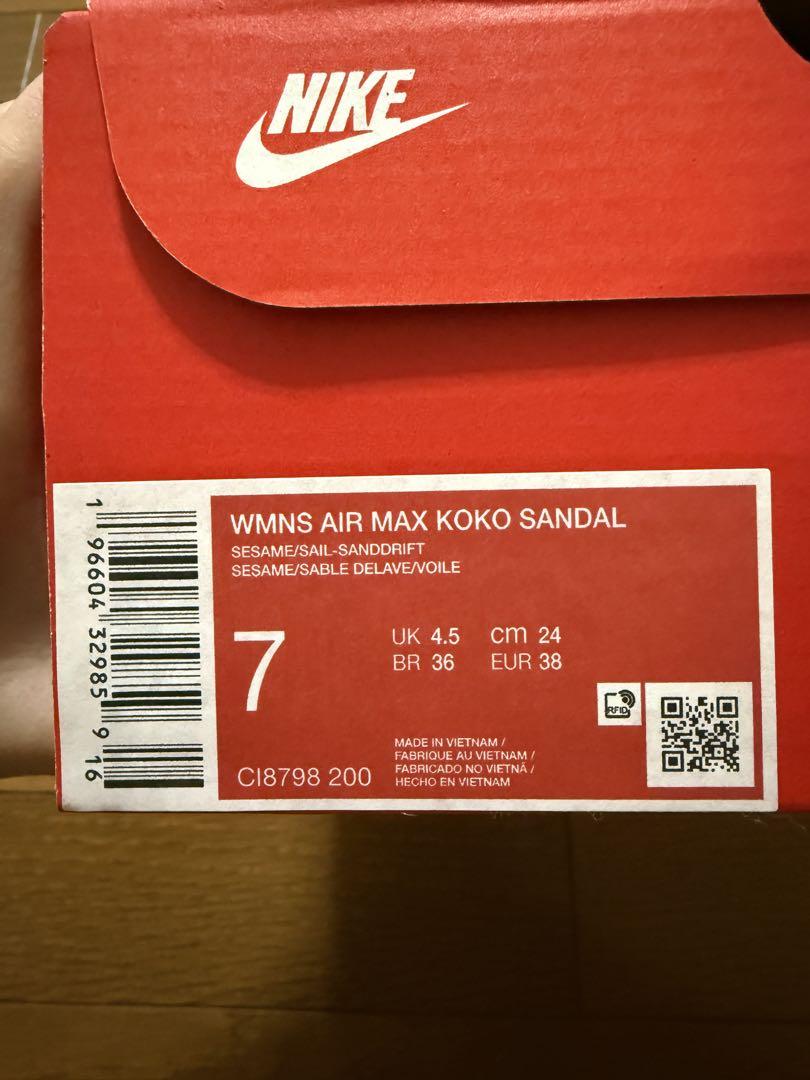 NIKE
WMNS AIR MAX KOKO SANDAL
SESAME/SAIL-SANDDRIFT
SESAME/SABLE DELAVE/VOILE
7
UK 4.5 cm 24
BR 36 EUR 38
RFID
MADE IN VIETNAM /
FABRIQUE AU VIETNAM /
FABRICADO NO VIETNÃ /
HECHO EN VIETNAM
CI8798 200
1 96604 32985 9 16